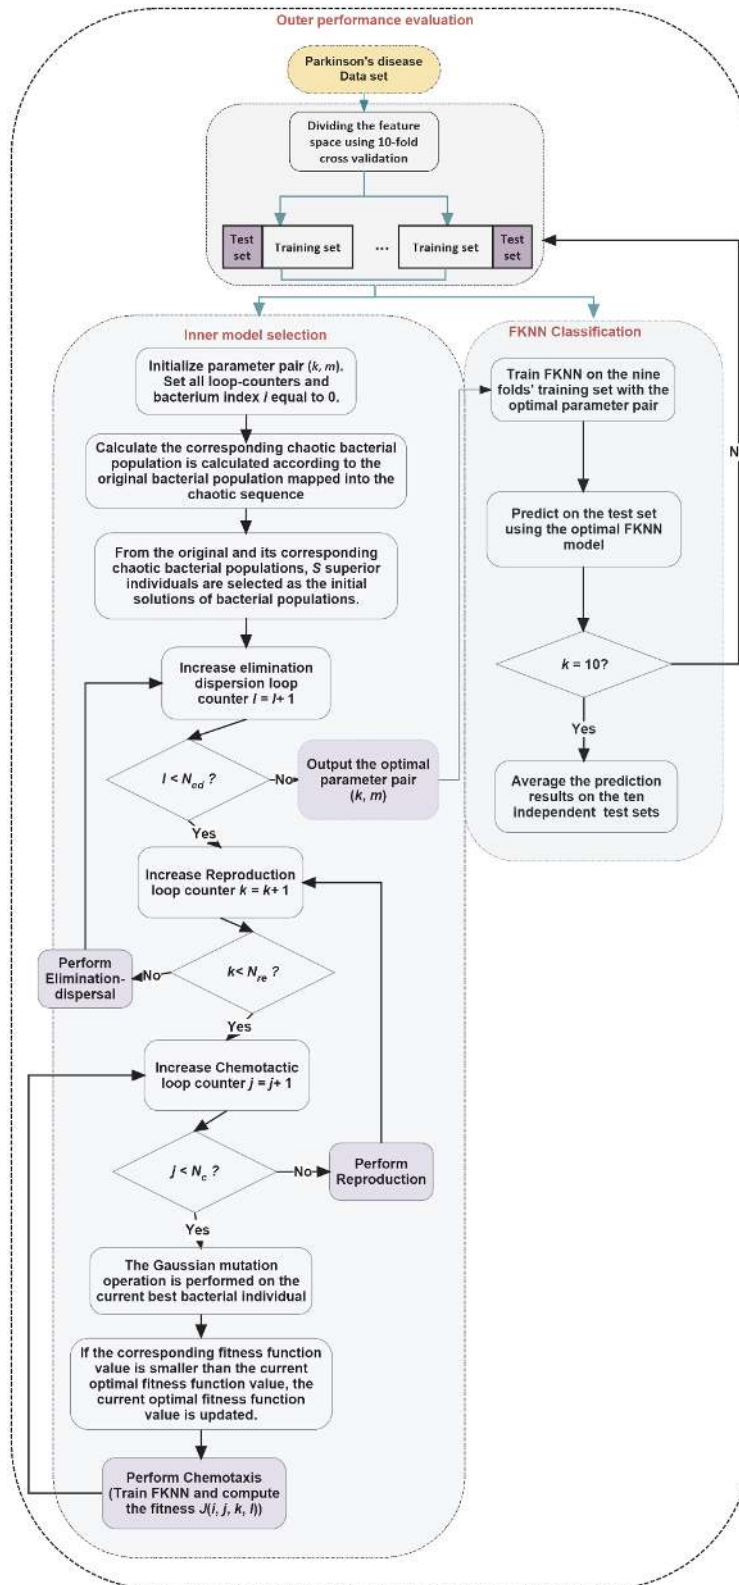 Outer performance evaluation
Parkinson's disease
Data set
Dividing the feature
space using 10-fold
cross validation
Test
set
Training set
...
Training set
Test
set
Inner model selection
Initialize parameter pair (k, m).
Set all loop-counters and
bacterium index i equal to 0.
Calculate the corresponding chaotic bacterial
population is calculated according to the
original bacterial population mapped into the
chaotic sequence
From the original and its corresponding
chaotic bacterial populations, S superior
individuals are selected as the initial
solutions of bacterial populations.
Increase elimination
dispersion loop
counter l = l+ 1
l < Ned ?
No
Output the optimal
parameter pair
(k, m)
Yes
Increase Reproduction
loop counter k = k+ 1
Perform
Elimination-
dispersal
No
k< Nre ?
Yes
Increase Chemotactic
loop counter j = j+ 1
j < Nc ?
No
Perform
Reproduction
Yes
The Gaussian mutation
operation is performed on the
current best bacterial individual
If the corresponding fitness function
value is smaller than the current
optimal fitness function value, the
current optimal fitness function
value is updated.
Perform Chemotaxis
(Train FKNN and compute
the fitness J(i, j, k, l))
FKNN Classification
Train FKNN on the nine
folds' training set with the
optimal parameter pair
Predict on the test set
using the optimal FKNN
model
k = 10?
N
Yes
Average the prediction
results on the ten
independent test sets